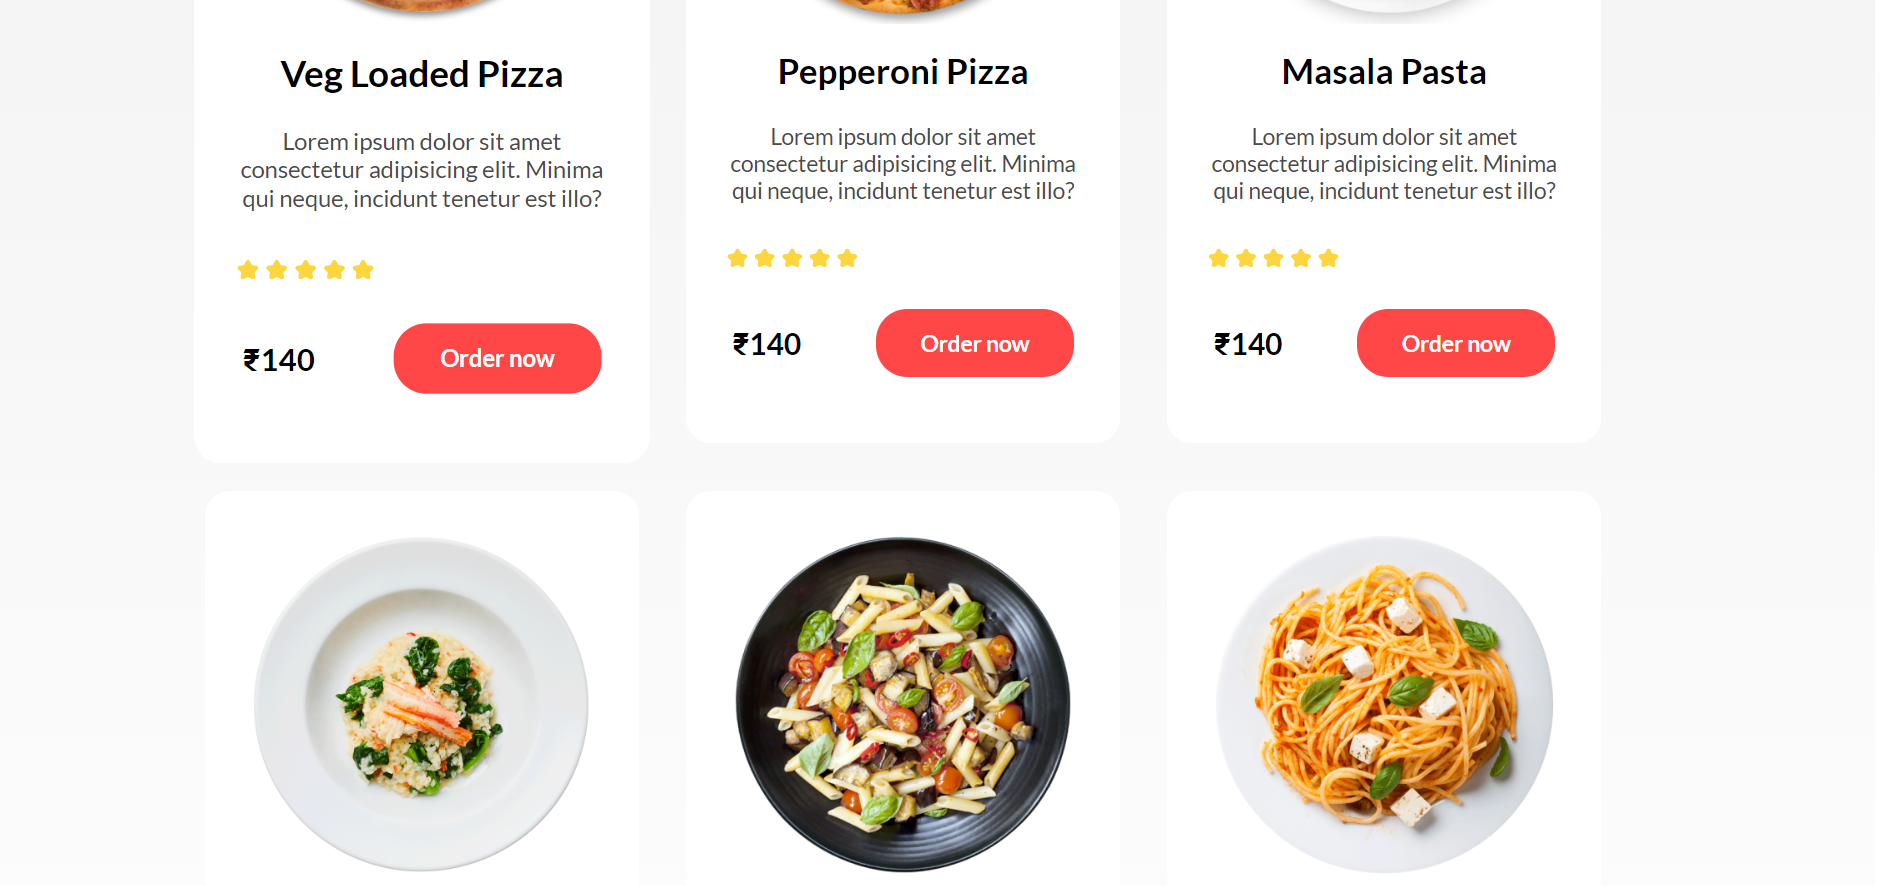 Veg Loaded Pizza
Lorem ipsum dolor sit amet
consectetur adipisicing elit. Minima
qui neque, incidunt tenetur est illo?
₹140
Order now
Pepperoni Pizza
Lorem ipsum dolor sit amet
consectetur adipisicing elit. Minima
qui neque, incidunt tenetur est illo?
₹140
Order now
Masala Pasta
Lorem ipsum dolor sit amet
consectetur adipisicing elit. Minima
qui neque, incidunt tenetur est illo?
₹140
Order now